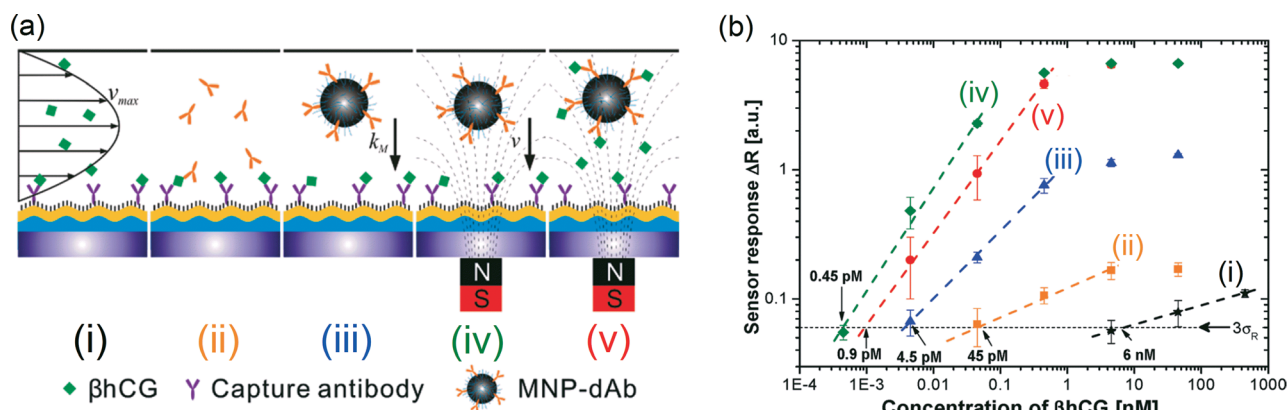 (a)
v_max
k_M
v
N
S
N
S
(i) (ii) (iii) (iv) (v)
βhCG Capture antibody MNP-dAb
(b)
Sensor response ΔR [a.u.]
10
1
0.1
(iv)
(v)
(iii)
(ii)
(i)
0.45 pM
0.9 pM
4.5 pM
45 pM
6 nM
3σ_R
1E-4 1E-3 0.01 0.1 1 10 100 1000
Concentration of βhCG [nM]